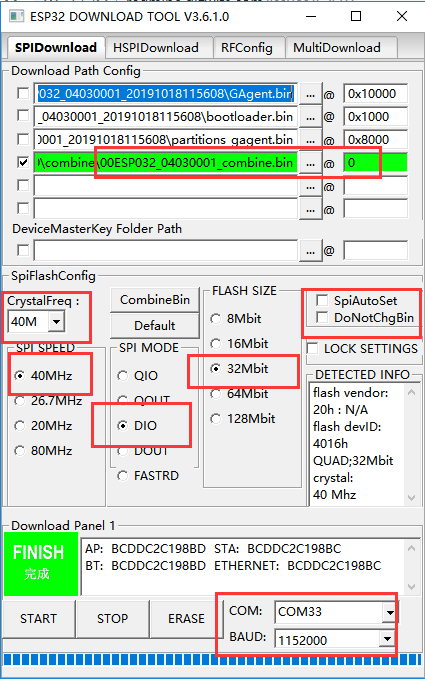 ESP32 DOWNLOAD TOOL V3.6.1.0
SPIDownload HSPIDownload RFConfig MultiDownload
Download Path Config
032_04030001_20191018115608\GAgent.bin ... @ 0x10000
_04030001_20191018115608\bootloader.bin ... @ 0x1000
0001_20191018115608\partitions_gagent.bin ... @ 0x8000
\combine\00ESP032_04030001_combine.bin ... @ 0
... @
... @
DeviceMasterKey Folder Path
... @
SpiFlashConfig
CrystalFreq :
40M
CombineBin
Default
SPI SPEED
40MHz
26.7MHz
20MHz
80MHz
SPI MODE
QIO
QOUT
DIO
DOUT
FASTRD
FLASH SIZE
8Mbit
16Mbit
32Mbit
64Mbit
128Mbit
SpiAutoSet
DoNotChgBin
LOCK SETTINGS
DETECTED INFO
flash vendor:
20h : N/A
flash devID:
4016h
QUAD;32Mbit
crystal:
40 Mhz
Download Panel 1
FINISH
完成
AP: BCDDC2C198BD STA: BCDDC2C198BC
BT: BCDDC2C198BE ETHERNET: BCDDC2C198BC
START STOP ERASE
COM: COM33
BAUD: 1152000